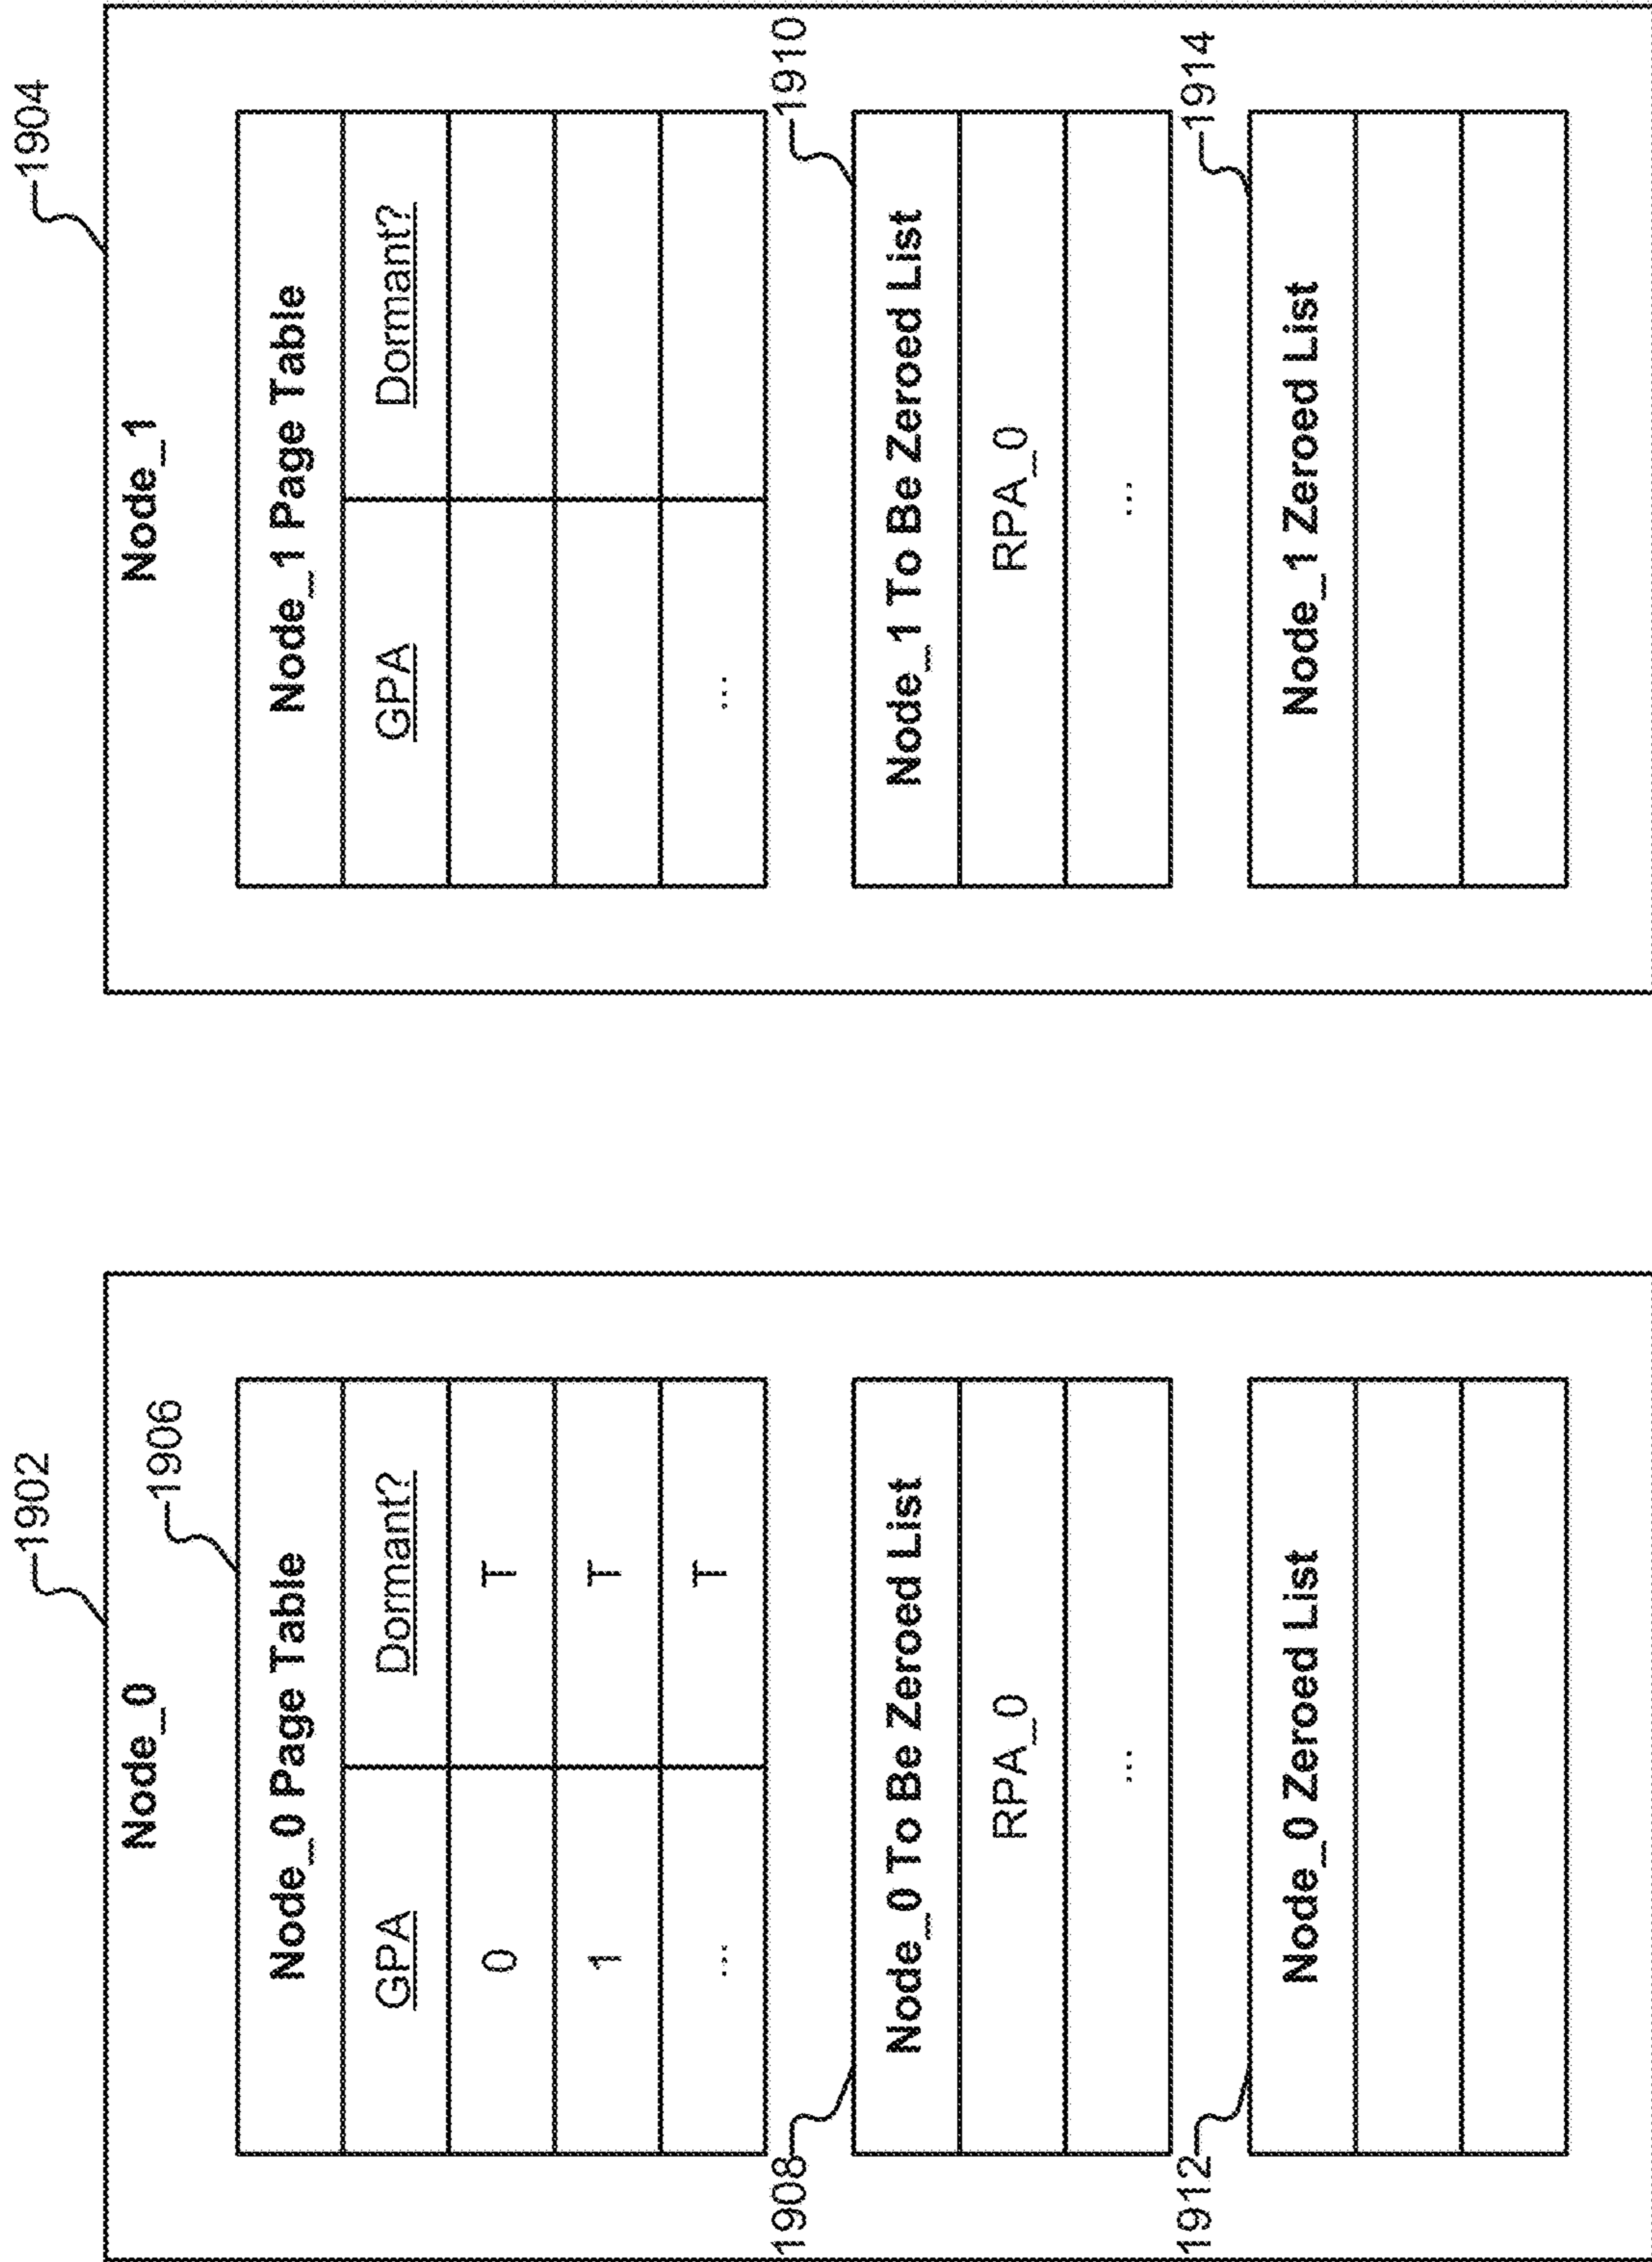 1902
Node_0
1906
Node_0 Page Table
GPA Dormant?
0 T
1 T
... T
1908
Node_0 To Be Zeroed List
RPA_0
...
1912
Node_0 Zeroed List
1904
Node_1
Node_1 Page Table
GPA Dormant?
...
1910
Node_1 To Be Zeroed List
RPA_0
...
1914
Node_1 Zeroed List